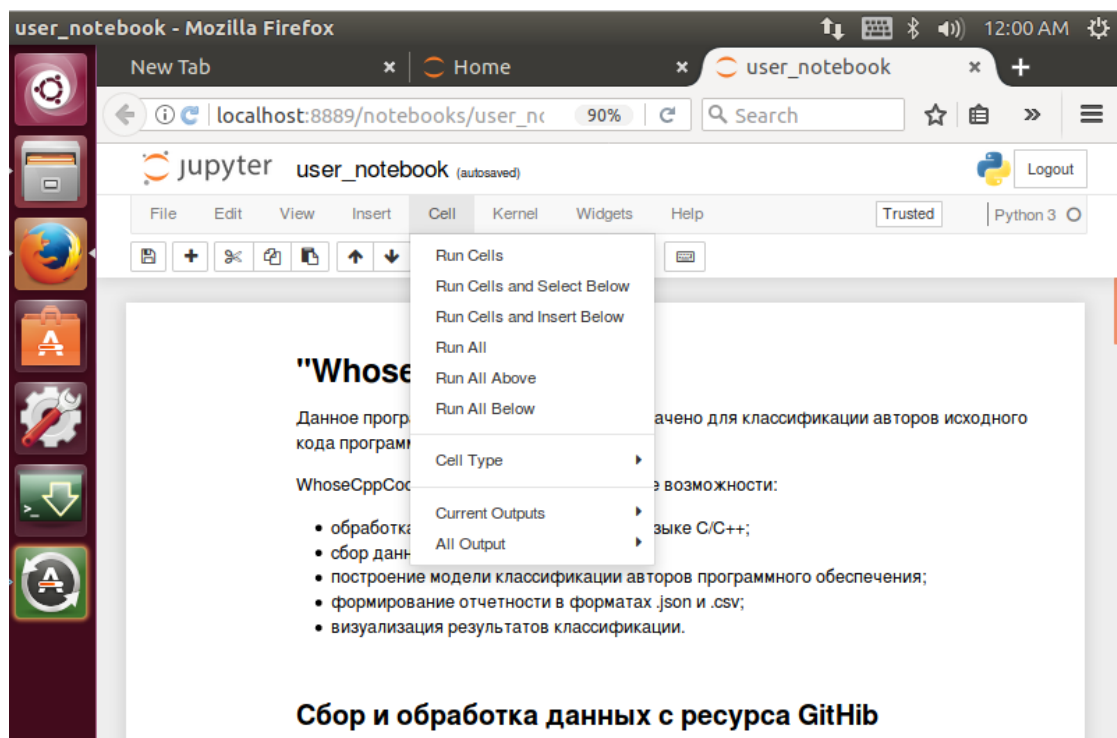 user_notebook - Mozilla Firefox 12:00 AM
New Tab Home user_notebook
localhost:8889/notebooks/user_no 90% Search
jupyter user_notebook (autosaved) Logout
File Edit View Insert Cell Kernel Widgets Help Trusted Python 3
Run Cells
Run Cells and Select Below
Run Cells and Insert Below
Run All
Run All Above
Run All Below
Cell Type
Current Outputs
All Output
"Whose
Данное прогр ачено для классификации авторов исходного
кода програм
WhoseCppCod е возможности:
обработка зыке C/C++;
сбор данн
построение модели классификации авторов программного обеспечения;
формирование отчетности в форматах .json и .csv;
визуализация результатов классификации.
Сбор и обработка данных с ресурса GitHib